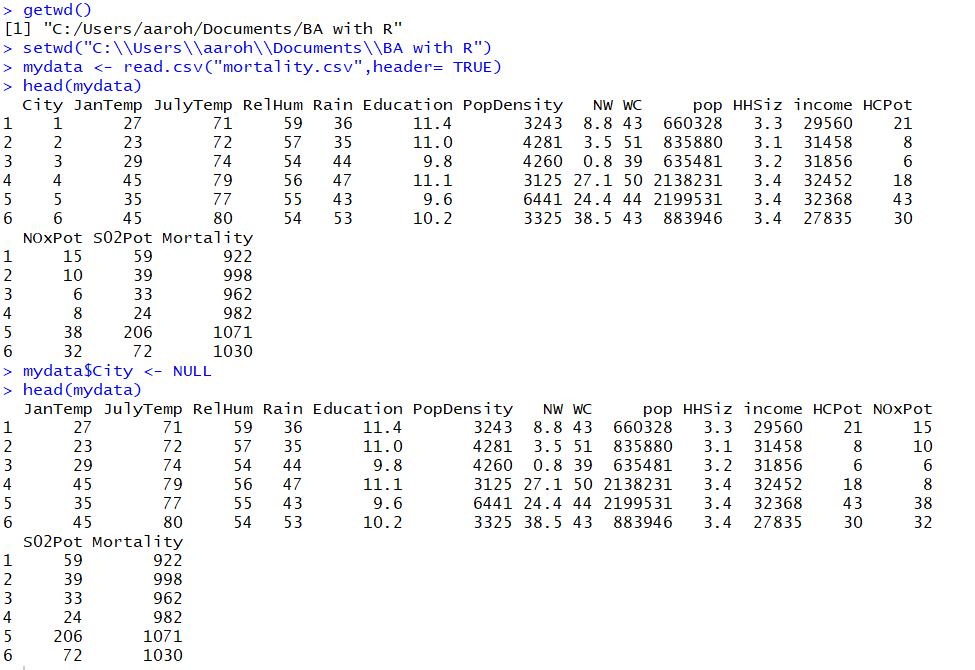 > getwd()
[1] "C:/Users/aaroh/Documents/BA with R"
> setwd("C:\\Users\\aaroh\\Documents\\BA with R")
> mydata <- read.csv("mortality.csv",header= TRUE)
> head(mydata)
  City JanTemp JulyTemp RelHum Rain Education PopDensity   NW WC     pop HHSiz income HCPot
1    1      27       71     59   36      11.4       3243  8.8 43  660328   3.3  29560    21
2    2      23       72     57   35      11.0       4281  3.5 51  835880   3.1  31458     8
3    3      29       74     54   44       9.8       4260  0.8 39  635481   3.2  31856     6
4    4      45       79     56   47      11.1       3125 27.1 50 2138231   3.4  32452    18
5    5      35       77     55   43       9.6       6441 24.4 44 2199531   3.4  32368    43
6    6      45       80     54   53      10.2       3325 38.5 43  883946   3.4  27835    30
  NOxPot S02Pot Mortality
1     15     59       922
2     10     39       998
3      6     33       962
4      8     24       982
5     38    206      1071
6     32     72      1030
> mydata$City <- NULL
> head(mydata)
  JanTemp JulyTemp RelHum Rain Education PopDensity   NW WC     pop HHSiz income HCPot NOxPot
1      27       71     59   36      11.4       3243  8.8 43  660328   3.3  29560    21     15
2      23       72     57   35      11.0       4281  3.5 51  835880   3.1  31458     8     10
3      29       74     54   44       9.8       4260  0.8 39  635481   3.2  31856     6      6
4      45       79     56   47      11.1       3125 27.1 50 2138231   3.4  32452    18      8
5      35       77     55   43       9.6       6441 24.4 44 2199531   3.4  32368    43     38
6      45       80     54   53      10.2       3325 38.5 43  883946   3.4  27835    30     32
  S02Pot Mortality
1     59       922
2     39       998
3     33       962
4     24       982
5    206      1071
6     72      1030